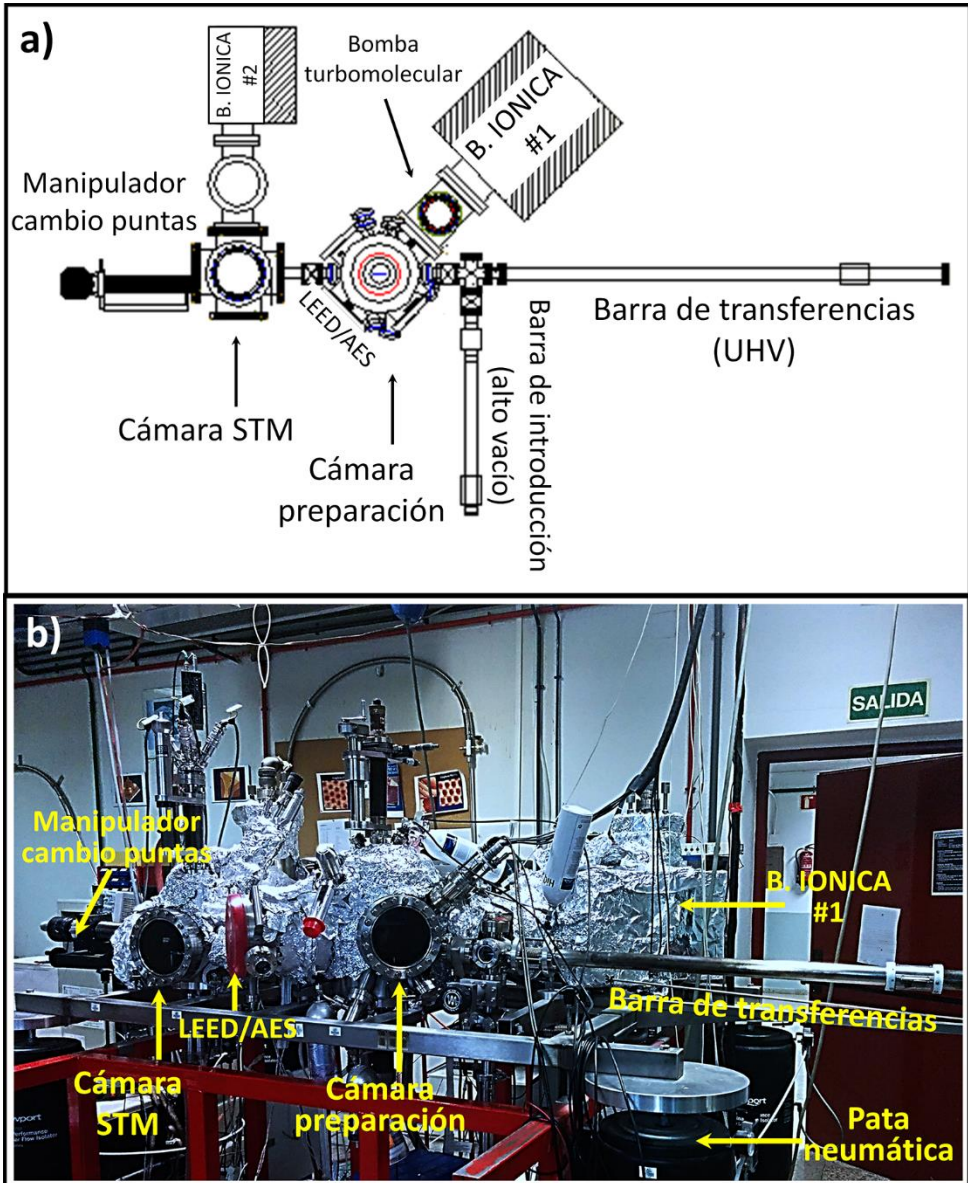 a)
B. IONICA
#2
Bomba
turbomolecular
B. IONICA
#1
Manipulador
cambio puntas
LEED/AES
Barra de transferencias
(UHV)
Barra de introducción
(alto vacío)
Cámara STM
Cámara
preparación
b)
SALIDA
Manipulador
cambio puntas
B. IONICA
#1
Barra de transferencias
LEED/AES
Cámara
STM
Cámara
preparación
Pata
neumática